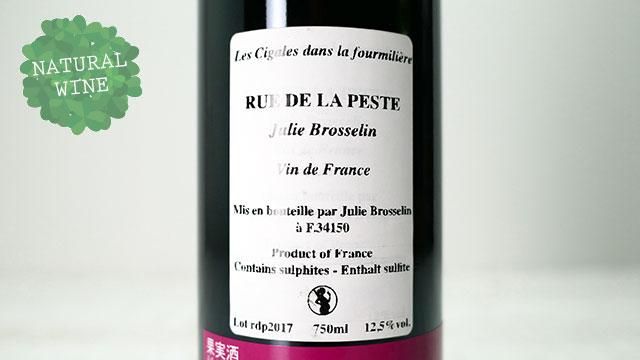 NATURAL
WINE
Les Cigales dans la fourmilière
RUE DE LA PESTE
Julie Brosselin
Vin de France
Mis en bouteille par Julie Brosselin
à F.34150
Product of France
Contains sulphites - Enthalt sulfite
Lot rdp2017 750ml 12,5% vol.
果実酒